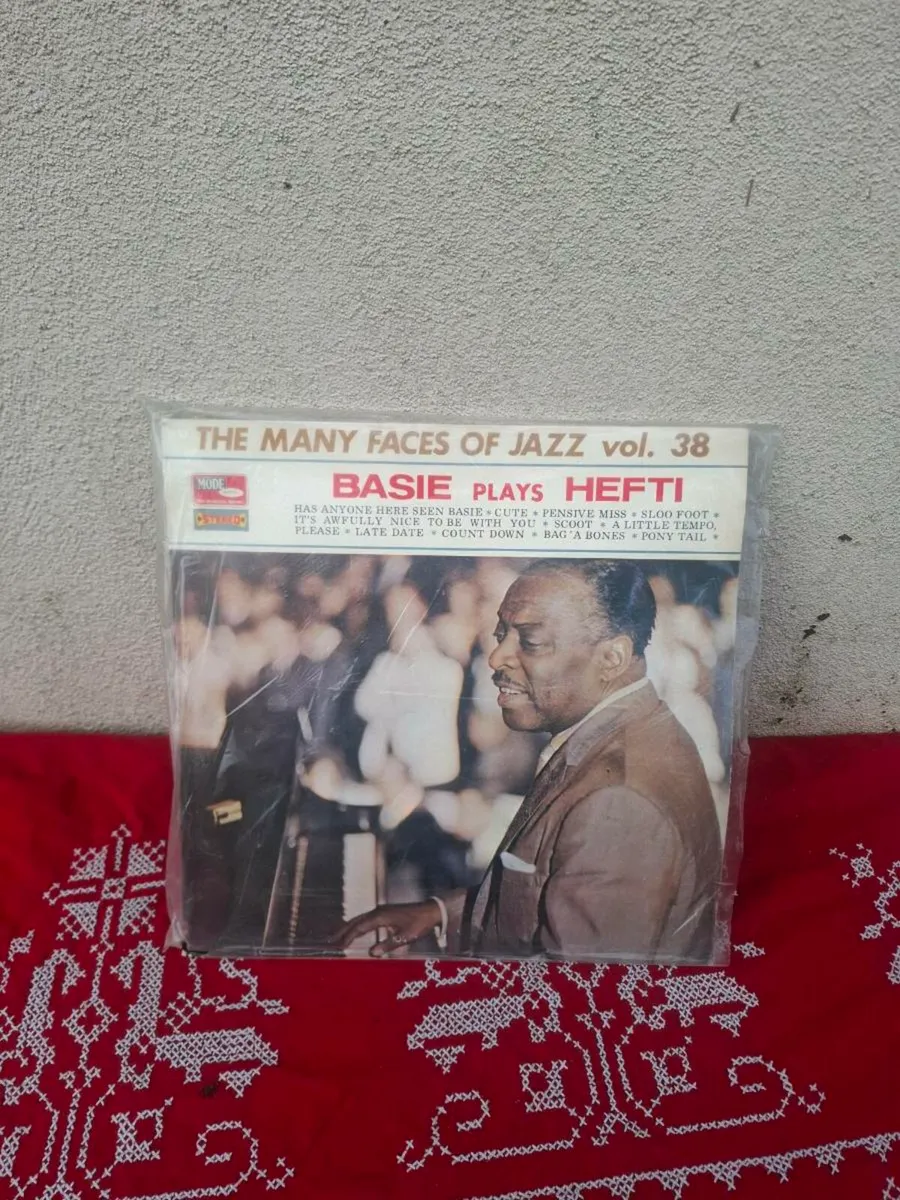 THE MANY FACES OF JAZZ vol. 38
MODE
STEREO
BASIE PLAYS HEFTI
HAS ANYONE HERE SEEN BASIE * CUTE * PENSIVE MISS * SLOO FOOT *
IT'S AWFULLY NICE TO BE WITH YOU * SCOOT * A LITTLE TEMPO,
PLEASE * LATE DATE * COUNT DOWN * BAG 'A BONES * PONY TAIL *